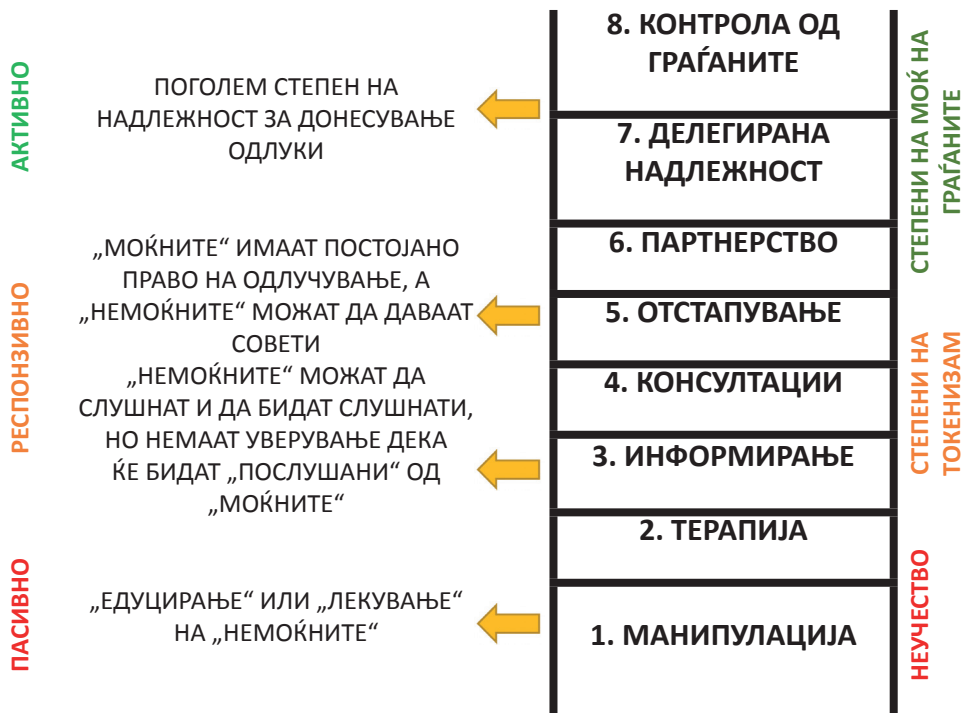 АКТИВНО
РЕСПОНЗИВНО
ПАСИВНО
ПОГОЛЕМ СТЕПЕН НА
НАДЛЕЖНОСТ ЗА ДОНЕСУВАЊЕ
ОДЛУКИ
„МОЌНИТЕ“ ИМААТ ПОСТОЈАНО
ПРАВО НА ОДЛУЧУВАЊЕ, А
„НЕМОЌНИТЕ“ МОЖАТ ДА ДАВААТ
СОВЕТИ
„НЕМОЌНИТЕ“ МОЖАТ ДА
СЛУШНАТ И ДА БИДАТ СЛУШНАТИ,
НО НЕМААТ УВЕРУВАЊЕ ДЕКА
ЌЕ БИДАТ „ПОСЛУШАНИ“ ОД
„МОЌНИТЕ“
„ЕДУЦИРАЊЕ“ ИЛИ „ЛЕКУВАЊЕ“
НА „НЕМОЌНИТЕ“
8. КОНТРОЛА ОД
ГРАЃАНИТЕ
7. ДЕЛЕГИРАНА
НАДЛЕЖНОСТ
6. ПАРТНЕРСТВО
5. ОТСТАПУВАЊЕ
4. КОНСУЛТАЦИИ
3. ИНФОРМИРАЊЕ
2. ТЕРАПИЈА
1. МАНИПУЛАЦИЈА
СТЕПЕНИ НА МОЌ НА
ГРАЃАНИТЕ
СТЕПЕНИ НА
ТОКЕНИЗАМ
НЕУЧЕСТВО